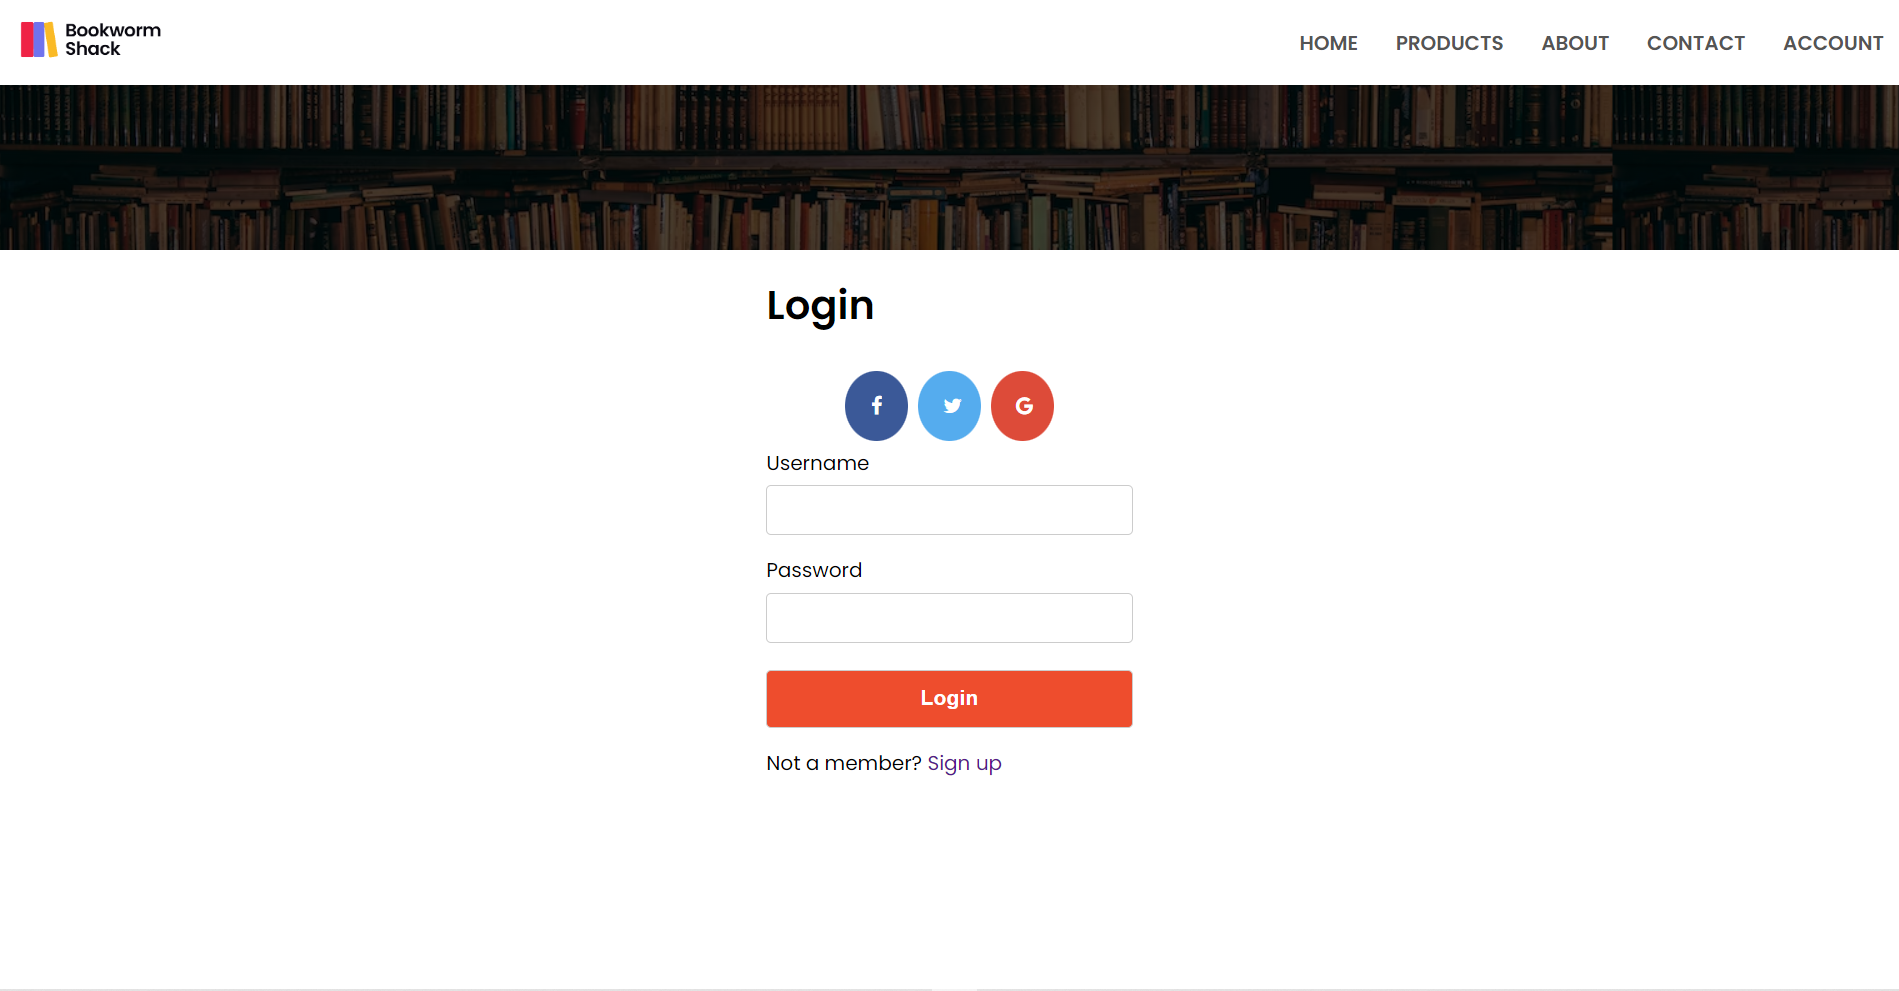 Bookworm
Shack
HOME PRODUCTS ABOUT CONTACT ACCOUNT
Login
Username
Password
Login
Not a member? Sign up